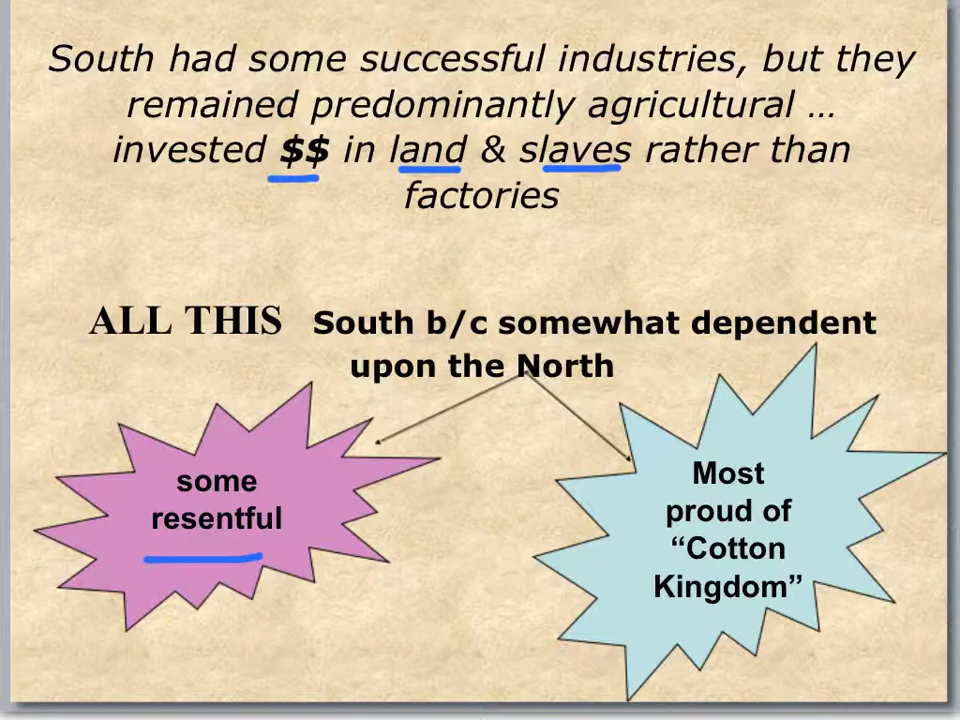 South had some successful industries, but they
remained predominantly agricultural …
invested $$ in land & slaves rather than
factories
ALL THIS South b/c somewhat dependent
upon the North
some
resentful
Most
proud of
“Cotton
Kingdom”